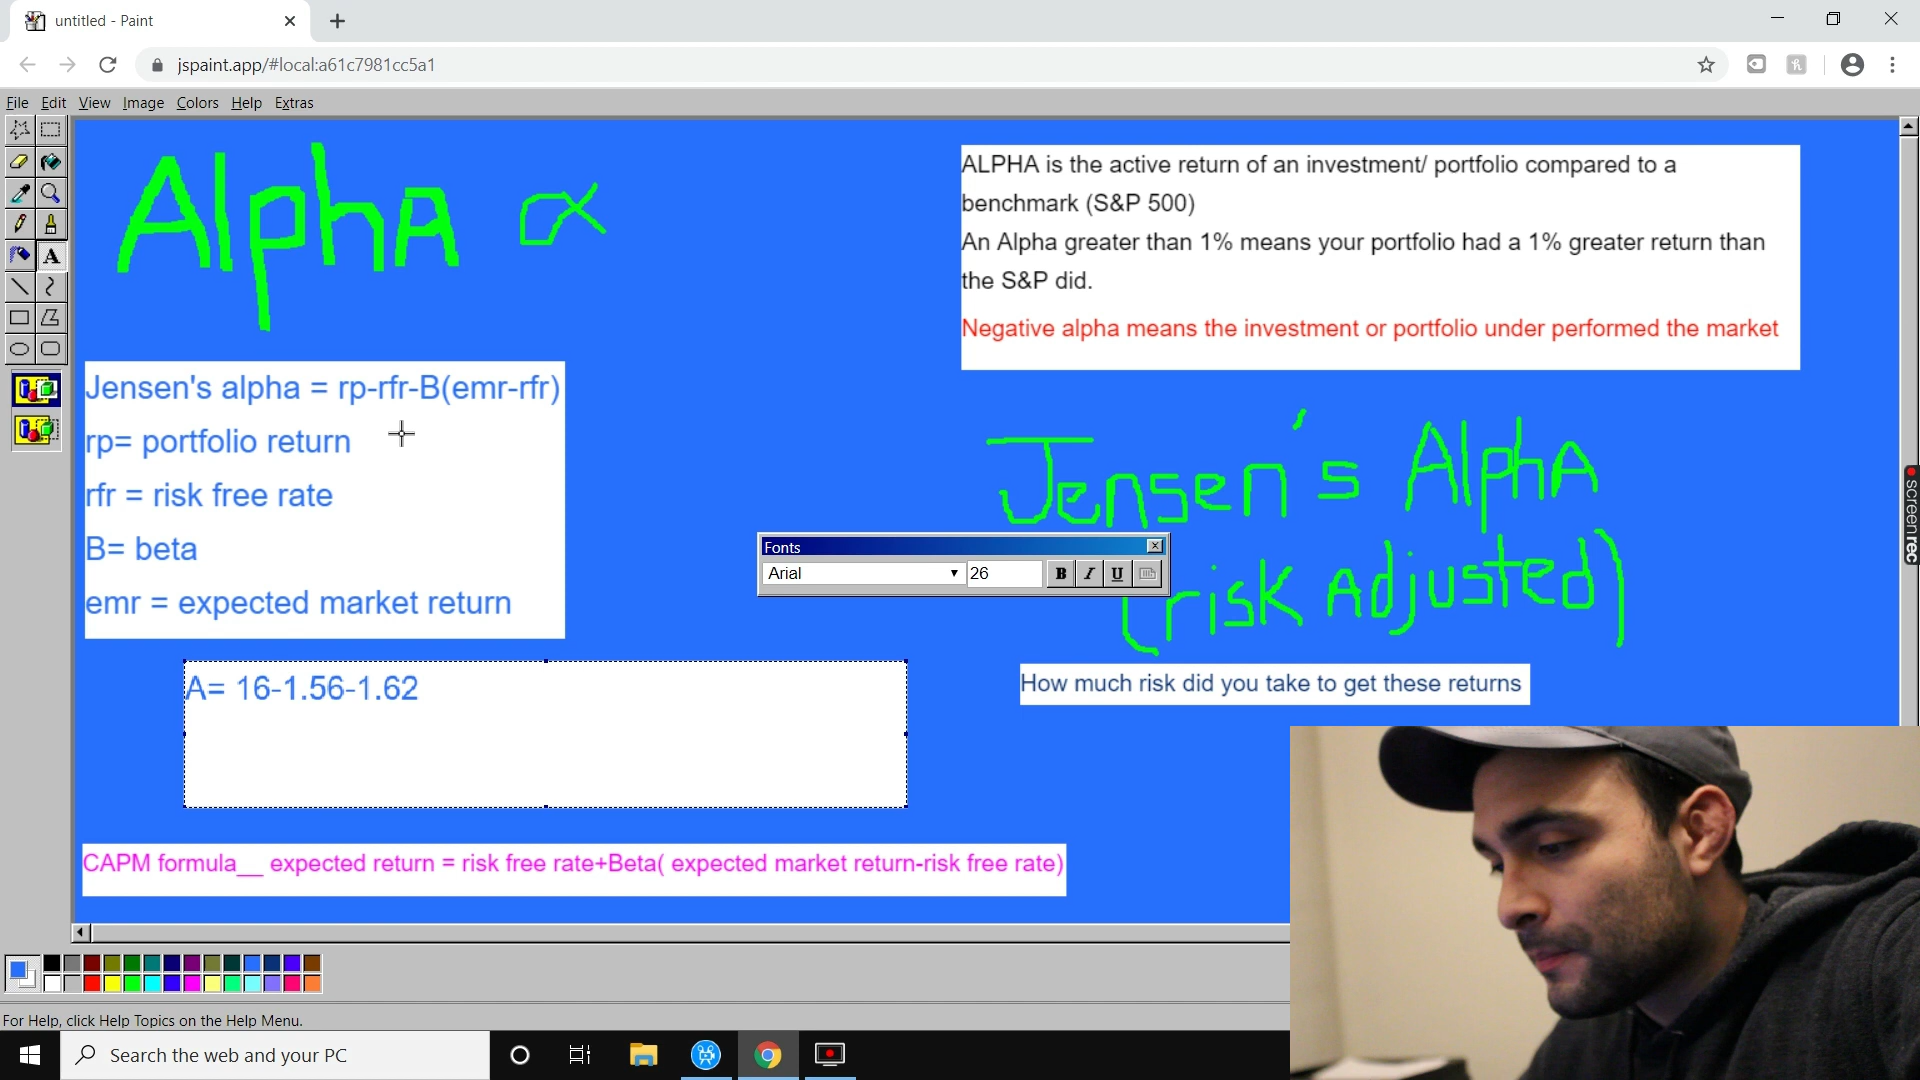 untitled - Paint
jspaint.app/#local:a61c7981cc5a1
File Edit View Image Colors Help Extras
Alpha α
ALPHA is the active return of an investment/ portfolio compared to a
benchmark (S&P 500)
An Alpha greater than 1% means your portfolio had a 1% greater return than
the S&P did.
Negative alpha means the investment or portfolio under performed the market
Jensen's alpha = rp-rfr-B(emr-rfr)
rp= portfolio return
rfr = risk free rate
B= beta
emr = expected market return
Jensen's Alpha
(risk Adjusted)
Fonts
Arial 26 B I U
A= 16-1.56-1.62
How much risk did you take to get these returns
CAPM formula__ expected return = risk free rate+Beta( expected market return-risk free rate)
screenrec
For Help, click Help Topics on the Help Menu.
Search the web and your PC